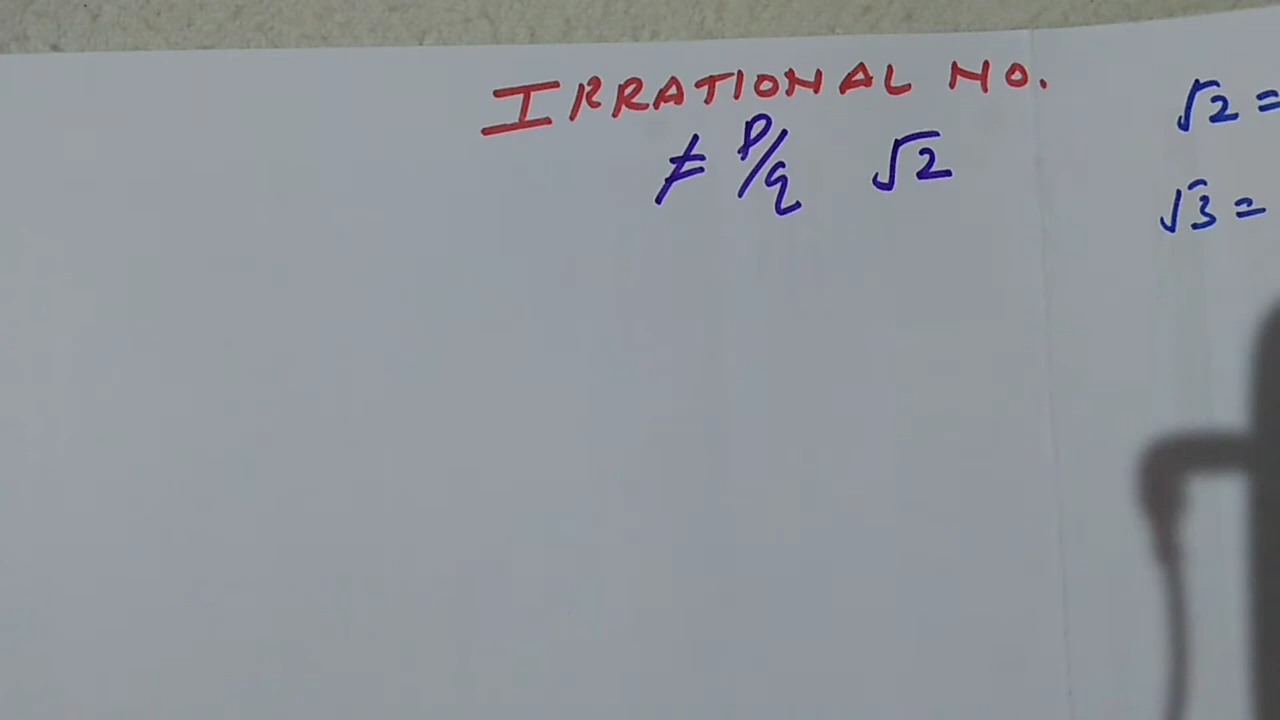 IRRATIONAL NO.
≠ P/q √2
√2 =
√3 =